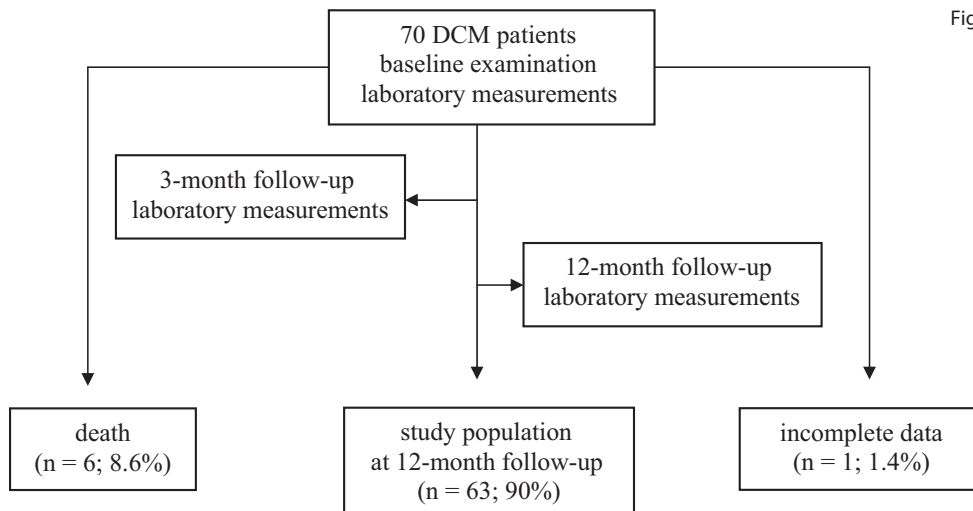 Fig
70 DCM patients
baseline examination
laboratory measurements
3-month follow-up
laboratory measurements
12-month follow-up
laboratory measurements
death
(n = 6; 8.6%)
study population
at 12-month follow-up
(n = 63; 90%)
incomplete data
(n = 1; 1.4%)